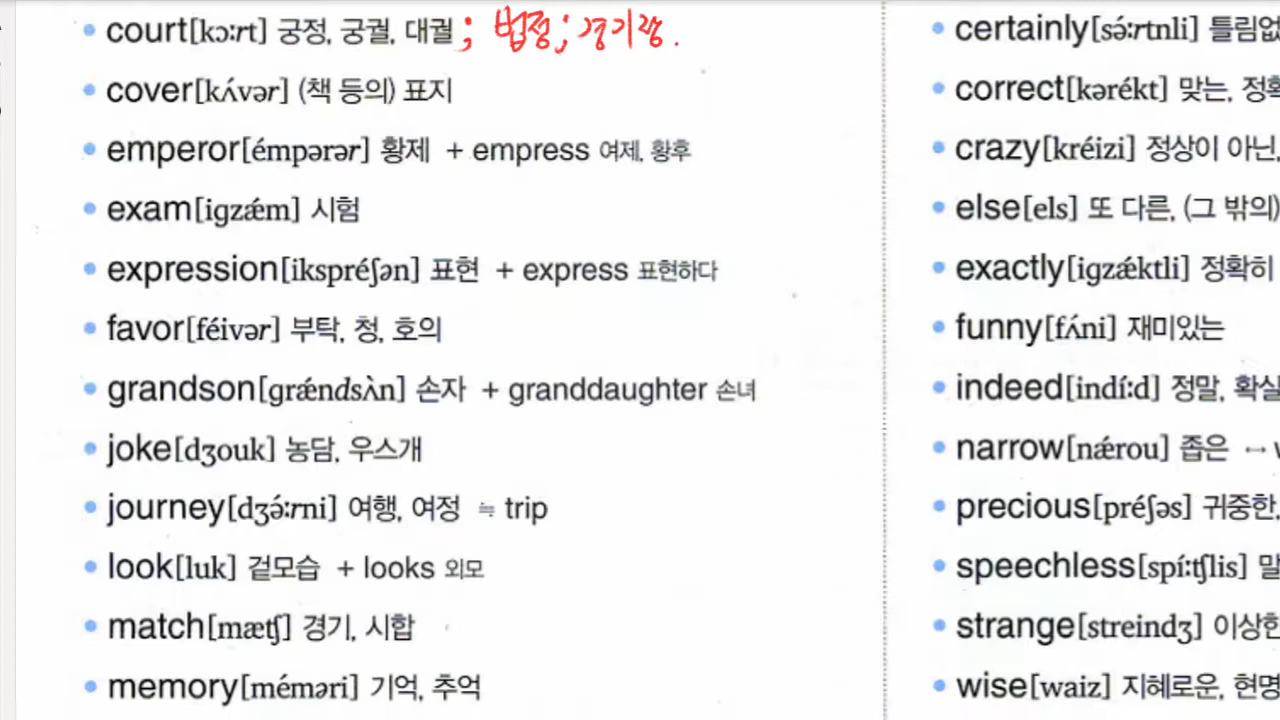 court[kɔːrt] 궁정, 궁궐, 대궐 ; 법정 ; 경기장.
cover[kʌ́vər] (책 등의) 표지
emperor[émpərər] 황제 + empress 여제, 황후
exam[igzǽm] 시험
expression[ikspréʃən] 표현 + express 표현하다
favor[féivər] 부탁, 청, 호의
grandson[grǽndsʌ̀n] 손자 + granddaughter 손녀
joke[dʒouk] 농담, 우스개
journey[dʒə́ːrni] 여행, 여정 ≒ trip
look[luk] 겉모습 + looks 외모
match[mætʃ] 경기, 시합
memory[méməri] 기억, 추억
certainly[sə́ːrtnli] 틀림없
correct[kərékt] 맞는, 정확
crazy[kréizi] 정상이 아닌,
else[els] 또 다른, (그 밖의)
exactly[igzǽktli] 정확히
funny[fʌ́ni] 재미있는
indeed[indíːd] 정말, 확실
narrow[nǽrou] 좁은 ↔
precious[préʃəs] 귀중한,
speechless[spíːtʃlis] 말
strange[streindʒ] 이상한
wise[waiz] 지혜로운, 현명